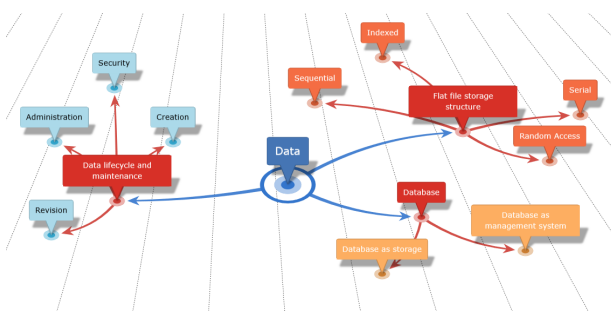 Indexed
Security
Sequential
Flat file storage
structure
Serial
Administration
Creation
Random Access
Data
Data lifecycle and
maintenance
Database
Revision
Database as
management system
Database as storage